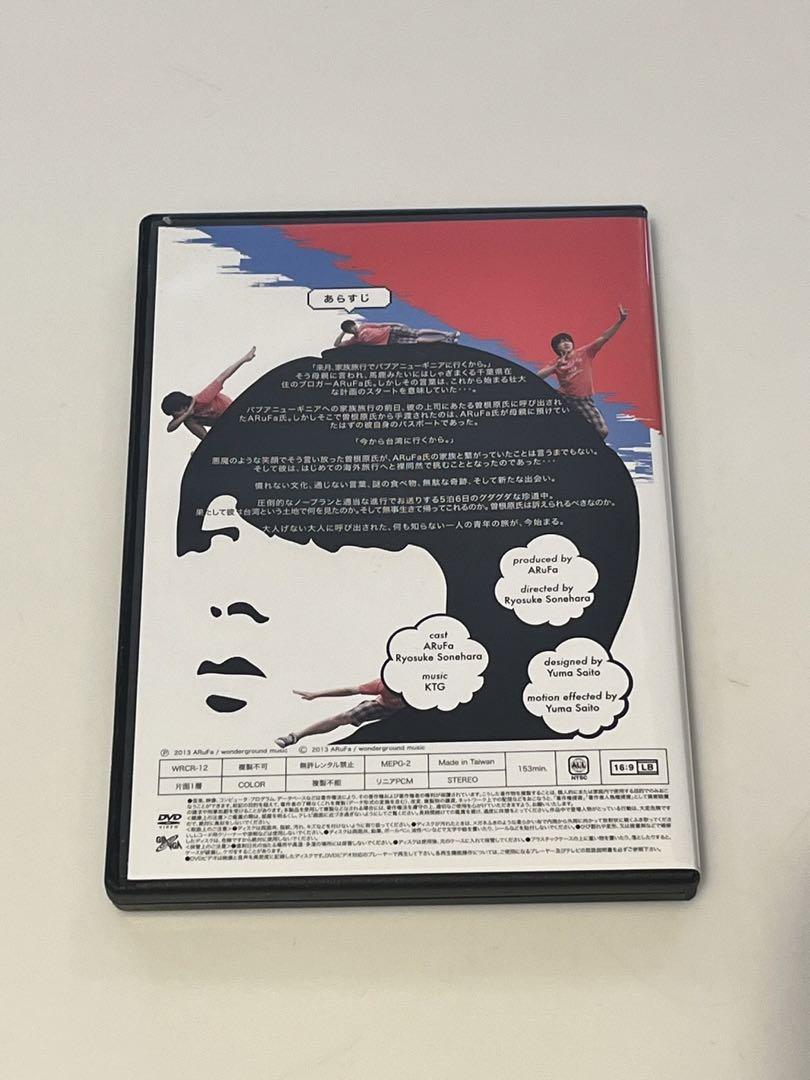 あらすじ
「来月、家族旅行でパプアニューギニアに行くから。」
そう母親に言われ、馬鹿みたいにはしゃぎまくる千葉県在
住のブロガーARuFa氏。しかしその言葉は、これから始まる壮大
な計画のスタートを意味していた・・・。
パプアニューギニアへの家族旅行の前日、彼の上司にあたる曽根原氏に呼び出され
たARuFa氏。しかしそこで曽根原氏から手渡されたのは、ARuFa氏が母親に預けてい
たはずの彼自身のパスポートであった。
「今から台湾に行くから。」
悪魔のような笑顔でそう言い放った曽根原氏が、ARuFa氏の家族と繋がっていたことは言うまでもない。
そして彼は、はじめての海外旅行へと裸同然で挑むこととなったのであった・・・
慣れない文化、通じない言葉、謎の食べ物、無駄な奇跡、そして新たな出会い。
圧倒的なノープランと適当な進行でお送りする5泊6日のグダグダな珍道中。
果たして彼は台湾という土地で何を見たのか。そして無事生きて帰ってこれるのか。曽根原氏は訴えられるべきなのか。
大人げない大人に呼び出された、何も知らない一人の青年の旅が、今始まる。
produced by
ARuFa
directed by
Ryosuke Sonehara
cast
ARuFa
Ryosuke Sonehara
music
KTG
designed by
Yuma Saito
motion effected by
Yuma Saito
Ⓟ 2013 ARuFa / wonderground music © 2013 ARuFa / wonderground music
WRCR-12 複製不可 無許レンタル禁止 MEPG-2 Made in Taiwan 153min. ALL NTSC 16:9 LB
片面1層 COLOR 複製不能 リニアPCM STEREO
DVD
VIDEO